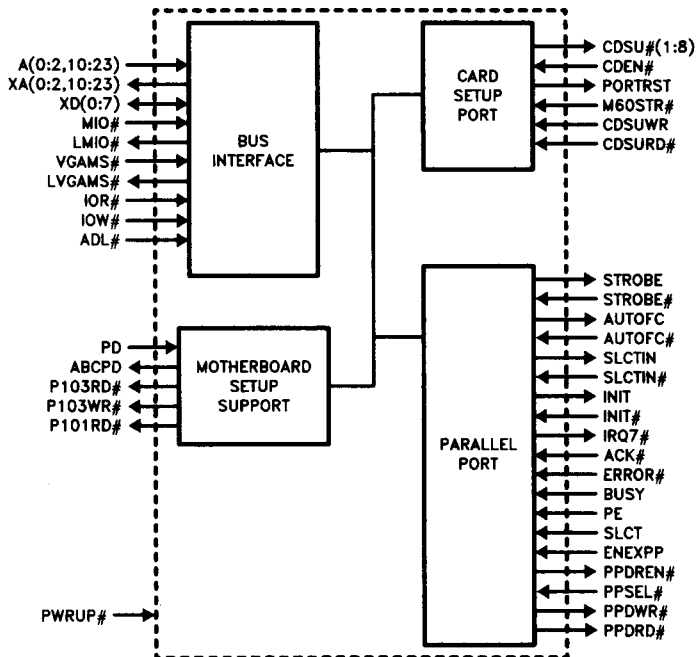 A(0:2,10:23)
XA(0:2,10:23)
XD(0:7)
MIO#
LMIO#
VGAMS#
LVGAMS#
IOR#
IOW#
ADL#
BUS
INTERFACE
CARD
SETUP
PORT
CDSU#(1:8)
CDEN#
PORTRST
M60STR#
CDSUWR
CDSURD#
PD
ABCPD
P103RD#
P103WR#
P101RD#
MOTHERBOARD
SETUP
SUPPORT
PARALLEL
PORT
STROBE
STROBE#
AUTOFC
AUTOFC#
SLCTIN
SLCTIN#
INIT
INIT#
IRQ7#
ACK#
ERROR#
BUSY
PE
SLCT
ENEXPP
PPDREN#
PPSEL#
PPDWR#
PPDRD#
PWRUP#